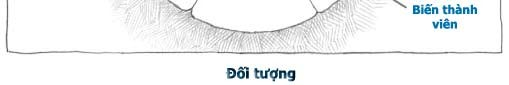 Biến thành
viên
Đối tượng